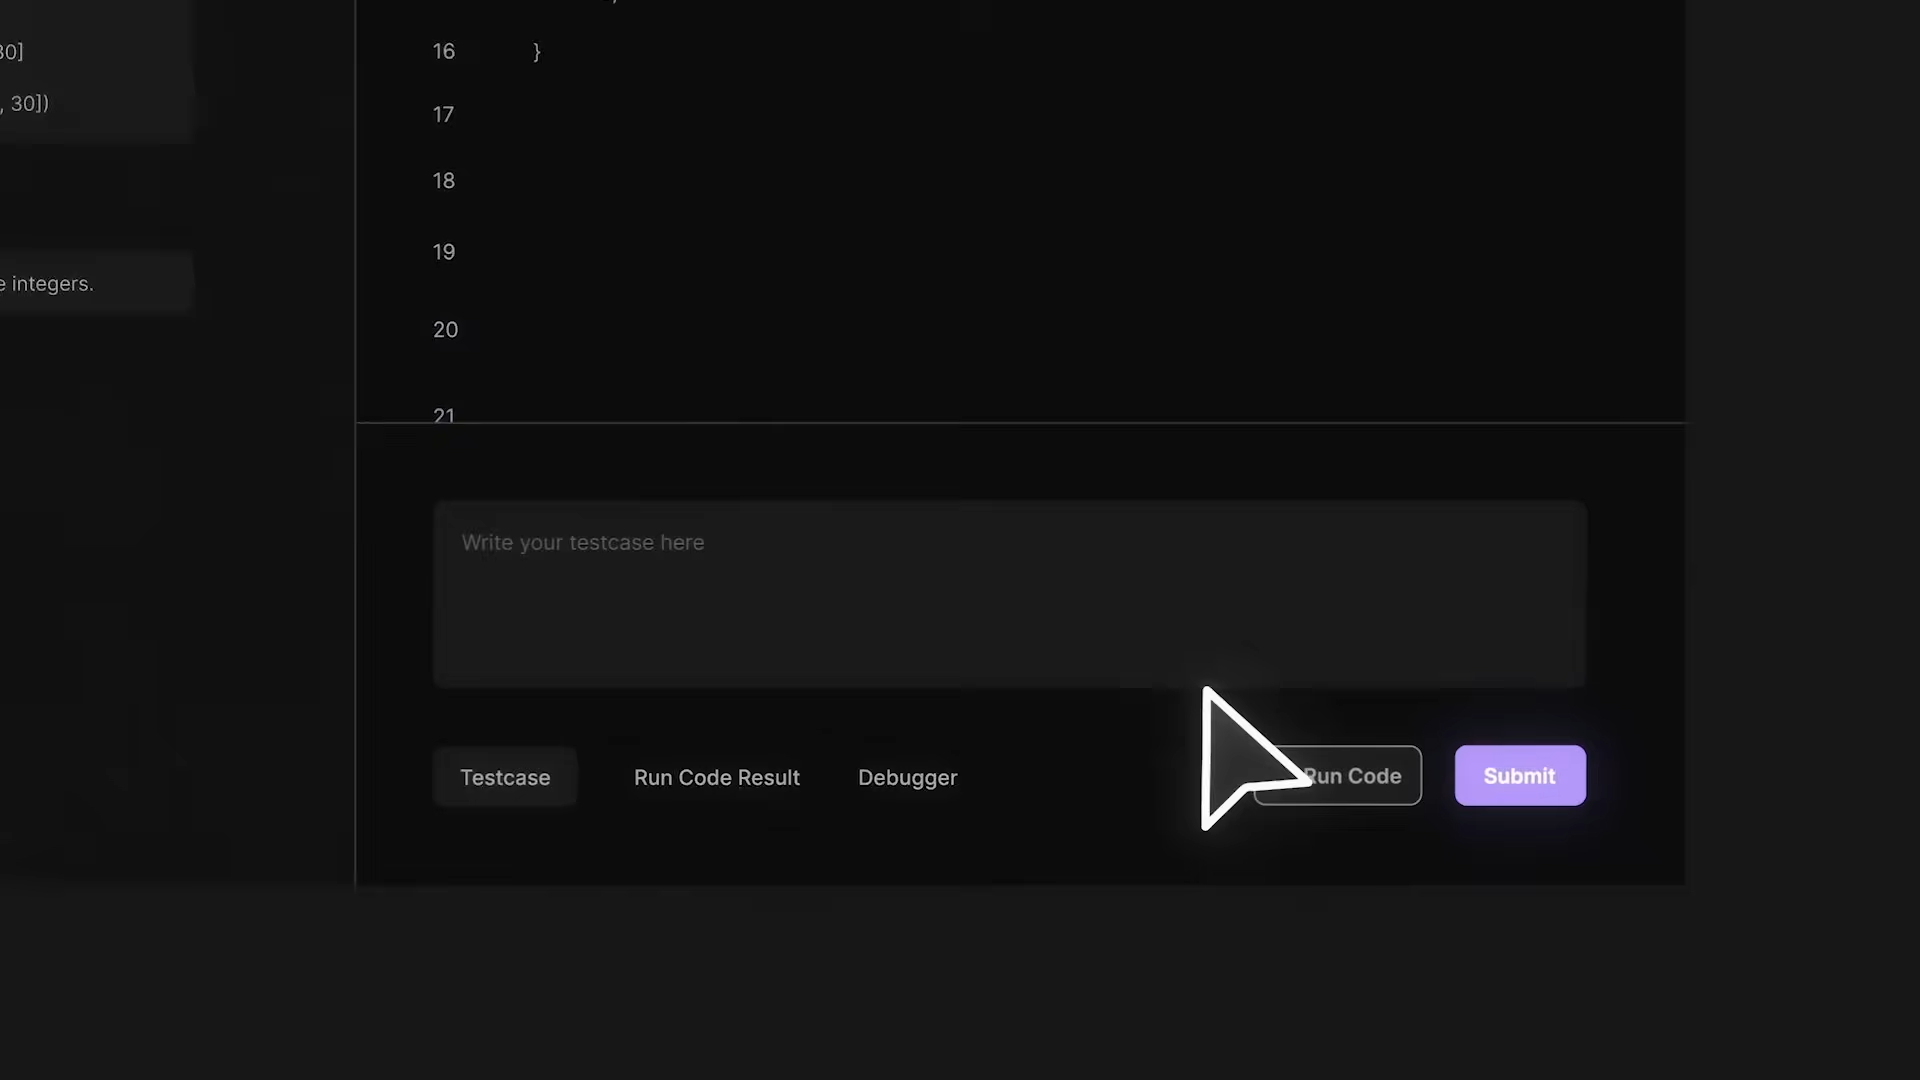 30]
, 30])
e integers.
16 }
17
18
19
20
21
Write your testcase here
Testcase Run Code Result Debugger Run Code Submit